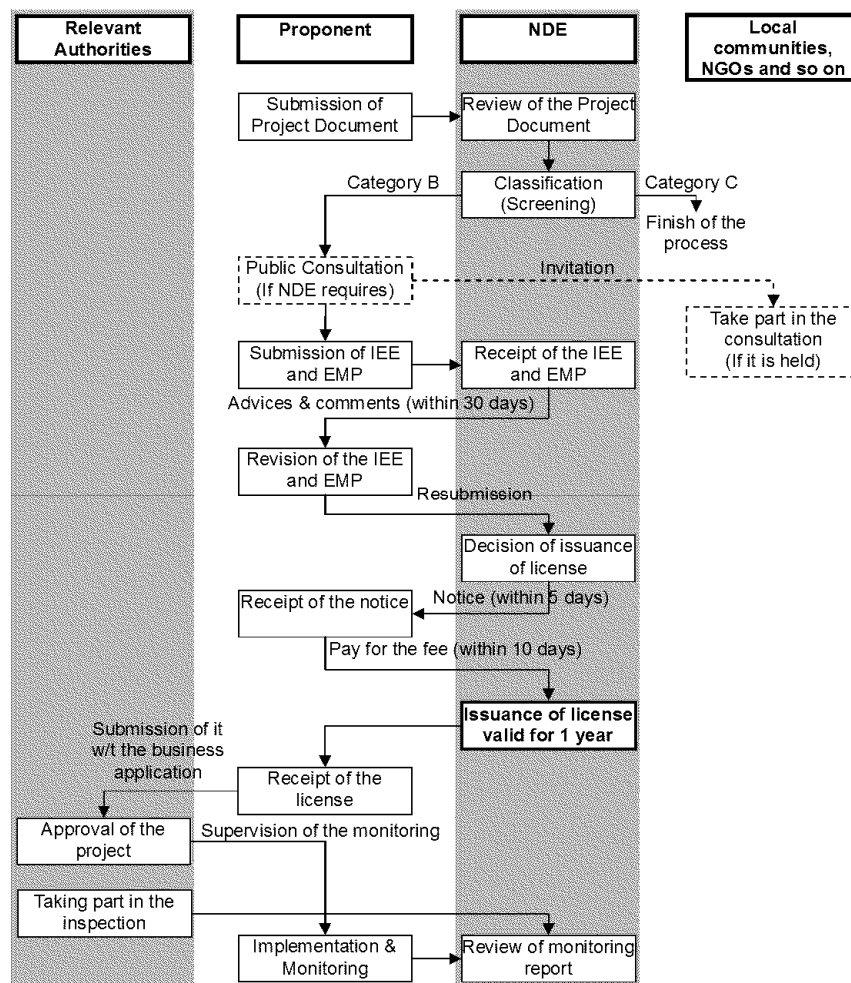 Relevant
Authorities
Proponent
NDE
Local
communities,
NGOs and so on
Submission of
Project Document
Review of the Project
Document
Category B
Classification
(Screening)
Category C
Finish of the
process
Public Consultation
(If NDE requires)
Invitation
Take part in the
consultation
(If it is held)
Submission of IEE
and EMP
Receipt of the IEE
and EMP
Advices & comments (within 30 days)
Revision of the IEE
and EMP
Resubmission
Decision of issuance
of license
Notice (within 5 days)
Receipt of the notice
Pay for the fee (within 10 days)
Issuance of license
valid for 1 year
Submission of it
w/t the business
application
Receipt of the
license
Approval of the
project
Supervision of the monitoring
Taking part in the
inspection
Implementation &
Monitoring
Review of monitoring
report